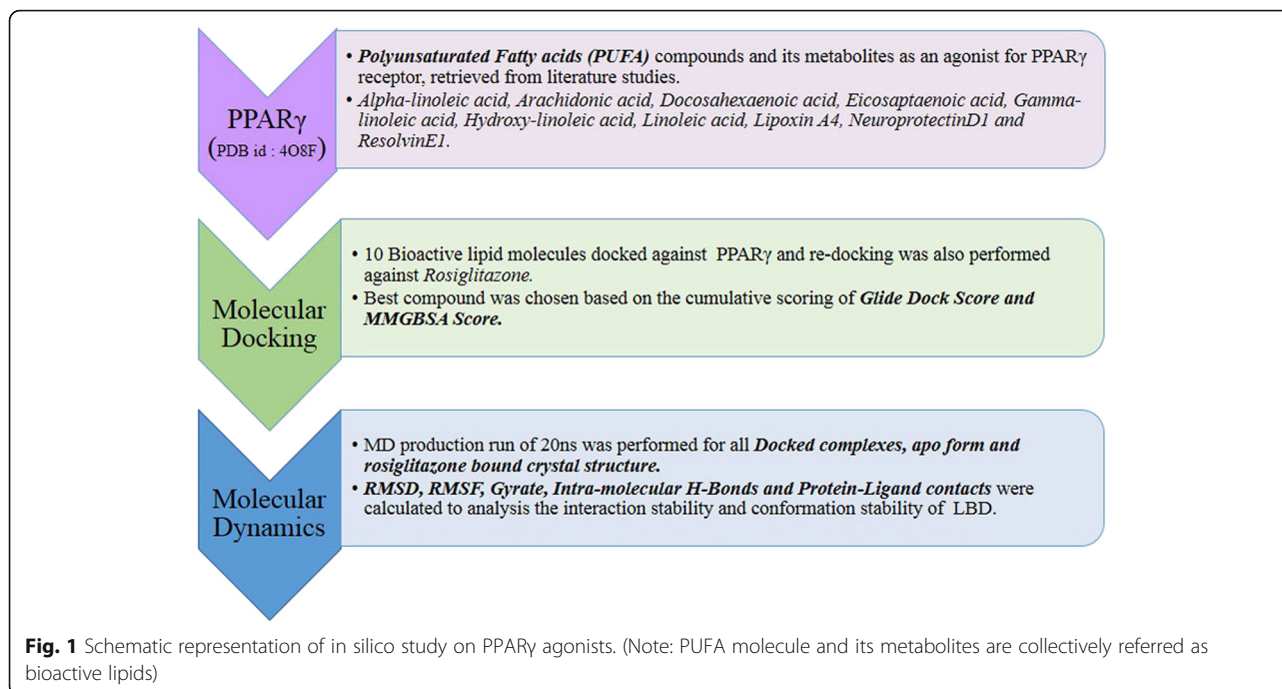 PPARγ
(PDB id : 4O8F)
• Polyunsaturated Fatty acids (PUFA) compounds and its metabolites as an agonist for PPARγ
receptor, retrieved from literature studies.
• Alpha-linoleic acid, Arachidonic acid, Docosahexaenoic acid, Eicosaptaenoic acid, Gamma-
linoleic acid, Hydroxy-linoleic acid, Linoleic acid, Lipoxin A4, NeuroprotectinD1 and
ResolvinE1.
Molecular
Docking
• 10 Bioactive lipid molecules docked against PPARγ and re-docking was also performed
against Rosiglitazone.
• Best compound was chosen based on the cumulative scoring of Glide Dock Score and
MMGBSA Score.
Molecular
Dynamics
• MD production run of 20ns was performed for all Docked complexes, apo form and
rosiglitazone bound crystal structure.
• RMSD, RMSF, Gyrate, Intra-molecular H-Bonds and Protein-Ligand contacts were
calculated to analysis the interaction stability and conformation stability of LBD.
Fig. 1 Schematic representation of in silico study on PPARγ agonists. (Note: PUFA molecule and its metabolites are collectively referred as
bioactive lipids)